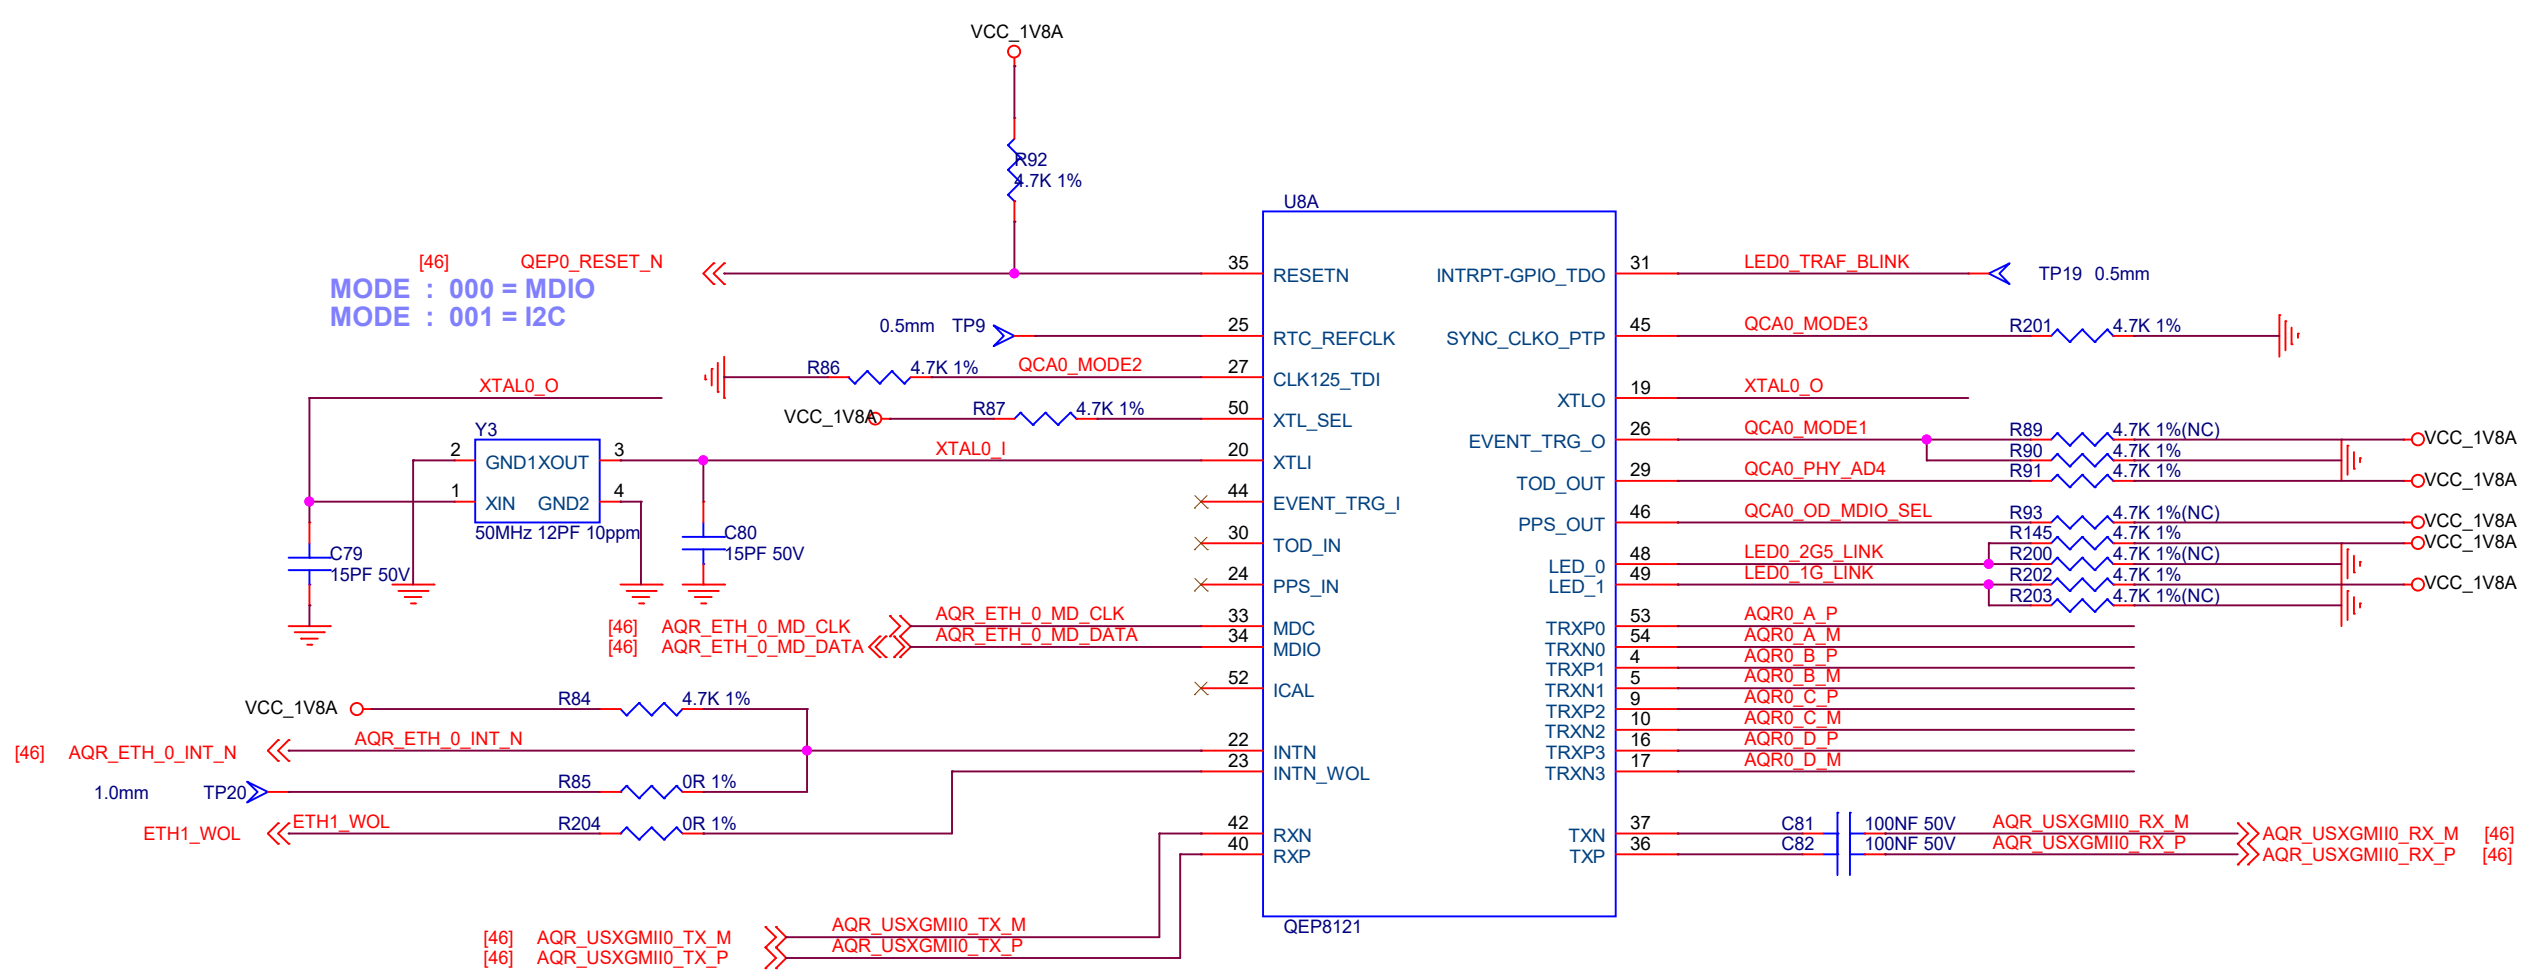 VCC_1V8A
R92
4.7K 1%
U8A
[46] QEP0_RESET_N
MODE : 000 = MDIO
MODE : 001 = I2C
35 RESETN
INTRPT-GPIO_TDO 31 LED0_TRAF_BLINK TP19 0.5mm
0.5mm TP9 25 RTC_REFCLK
SYNC_CLKO_PTP 45 QCA0_MODE3 R201 4.7K 1%
R86 4.7K 1% QCA0_MODE2 27 CLK125_TDI
XTAL0_O
XTLO 19 XTAL0_O
VCC_1V8A R87 4.7K 1% 50 XTL_SEL
EVENT_TRG_O 26 QCA0_MODE1 R89 4.7K 1%(NC) VCC_1V8A
R90 4.7K 1%
Y3
2 GND1 XOUT 3 XTAL0_I 20 XTLI
1 XIN GND2 4
50MHz 12PF 10ppm
TOD_OUT 29 QCA0_PHY_AD4 R91 4.7K 1% VCC_1V8A
44 EVENT_TRG_I
PPS_OUT 46 QCA0_OD_MDIO_SEL R93 4.7K 1%(NC) VCC_1V8A
C79
15PF 50V
C80
15PF 50V
30 TOD_IN
R145 4.7K 1% VCC_1V8A
LED_0 48 LED0_2G5_LINK R200 4.7K 1%(NC)
24 PPS_IN
LED_1 49 LED0_1G_LINK R202 4.7K 1% VCC_1V8A
R203 4.7K 1%(NC)
[46] AQR_ETH_0_MD_CLK AQR_ETH_0_MD_CLK 33 MDC
[46] AQR_ETH_0_MD_DATA AQR_ETH_0_MD_DATA 34 MDIO
TRXP0 53 AQR0_A_P
TRXN0 54 AQR0_A_M
TRXP1 4 AQR0_B_P
TRXN1 5 AQR0_B_M
TRXP2 9 AQR0_C_P
TRXN2 10 AQR0_C_M
TRXP3 16 AQR0_D_P
TRXN3 17 AQR0_D_M
52 ICAL
VCC_1V8A R84 4.7K 1%
[46] AQR_ETH_0_INT_N AQR_ETH_0_INT_N 22 INTN
23 INTN_WOL
1.0mm TP20 R85 0R 1%
ETH1_WOL ETH1_WOL R204 0R 1%
42 RXN
40 RXP
TXN 37 C81 100NF 50V AQR_USXGMII0_RX_M AQR_USXGMII0_RX_M [46]
TXP 36 C82 100NF 50V AQR_USXGMII0_RX_P AQR_USXGMII0_RX_P [46]
[46] AQR_USXGMII0_TX_M AQR_USXGMII0_TX_M
[46] AQR_USXGMII0_TX_P AQR_USXGMII0_TX_P
QEP8121